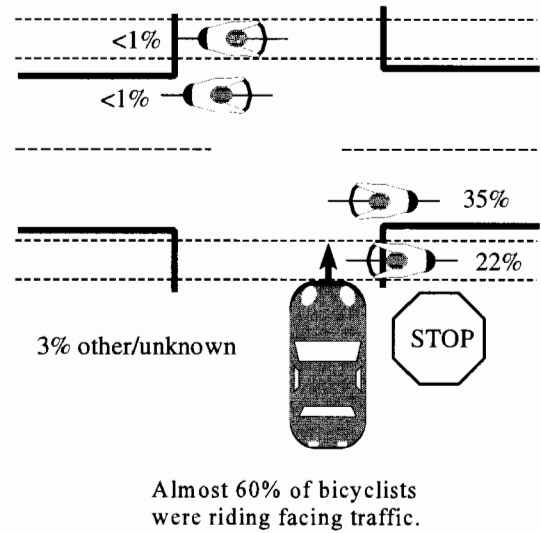 <1%
<1%
35%
22%
3% other/unknown
STOP
Almost 60% of bicyclists
were riding facing traffic.